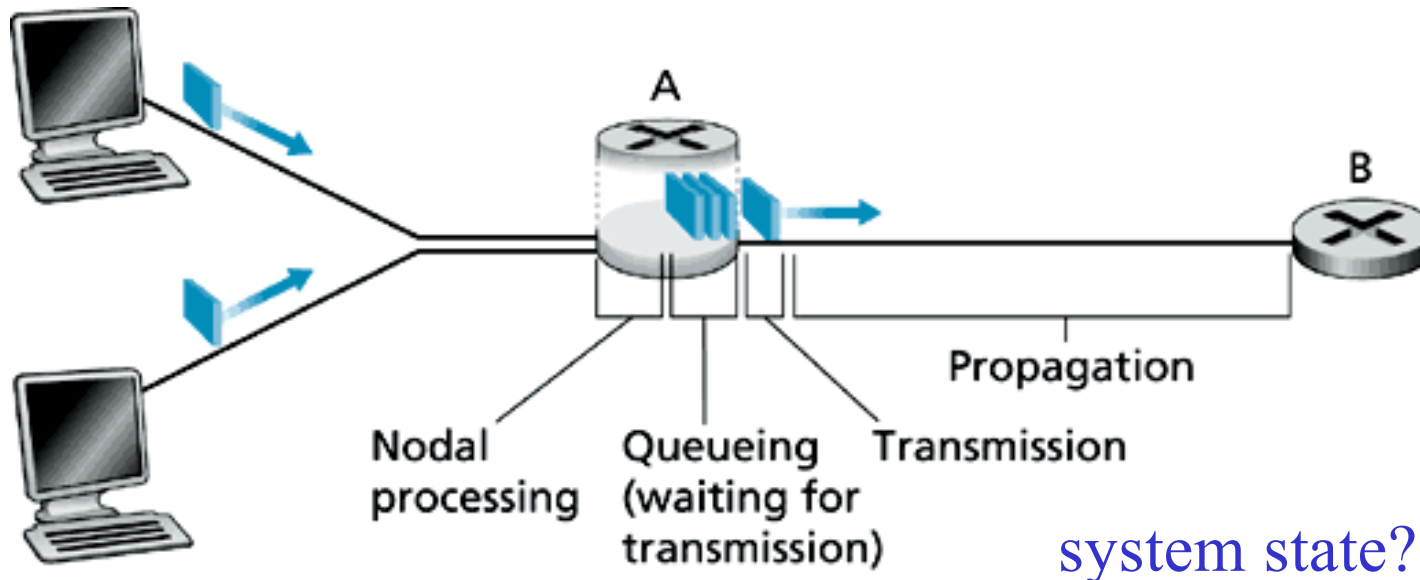 A
B
Propagation
Nodal
processing
Queueing
(waiting for
transmission)
Transmission
system state?